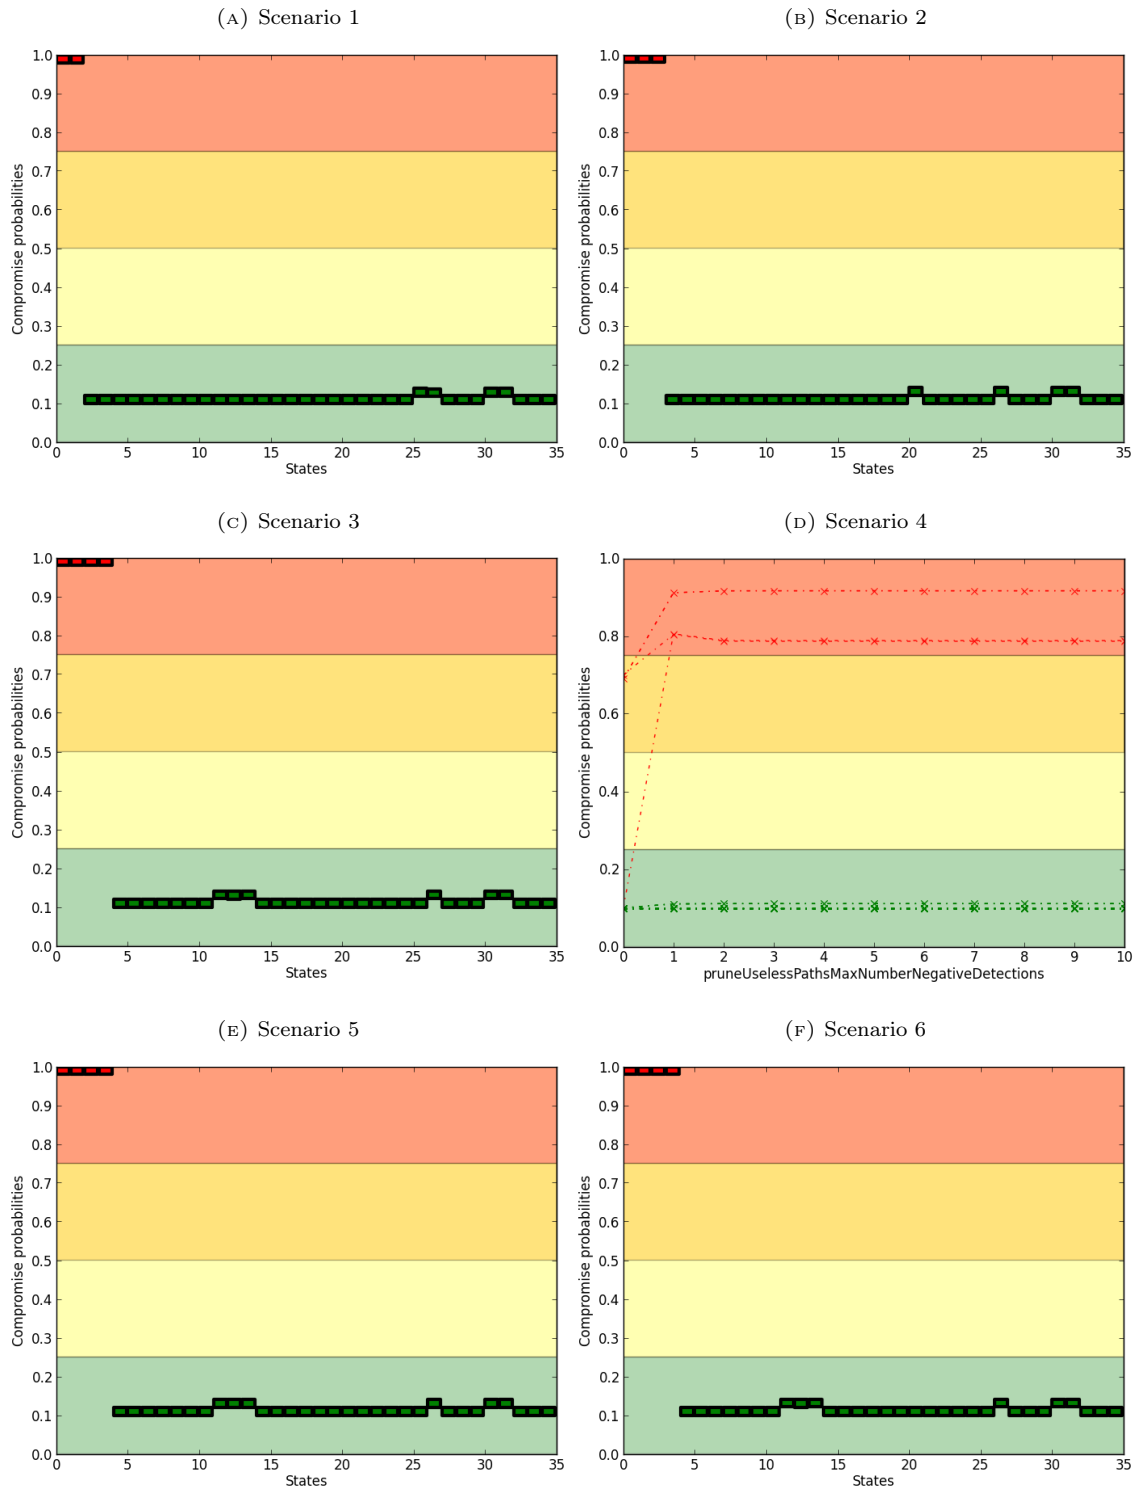 (A) Scenario 1
1.0
0.9
0.8
0.7
0.6
0.5
0.4
0.3
0.2
0.1
0.0
Compromise probabilities
0 5 10 15 20 25 30 35
States
(B) Scenario 2
1.0
0.9
0.8
0.7
0.6
0.5
0.4
0.3
0.2
0.1
0.0
Compromise probabilities
0 5 10 15 20 25 30 35
States
(C) Scenario 3
1.0
0.9
0.8
0.7
0.6
0.5
0.4
0.3
0.2
0.1
0.0
Compromise probabilities
0 5 10 15 20 25 30 35
States
(D) Scenario 4
1.0
0.8
0.6
0.4
0.2
0.0
Compromise probabilities
0 1 2 3 4 5 6 7 8 9 10
pruneUselessPathsMaxNumberNegativeDetections
(E) Scenario 5
1.0
0.9
0.8
0.7
0.6
0.5
0.4
0.3
0.2
0.1
0.0
Compromise probabilities
0 5 10 15 20 25 30 35
States
(F) Scenario 6
1.0
0.9
0.8
0.7
0.6
0.5
0.4
0.3
0.2
0.1
0.0
Compromise probabilities
0 5 10 15 20 25 30 35
States